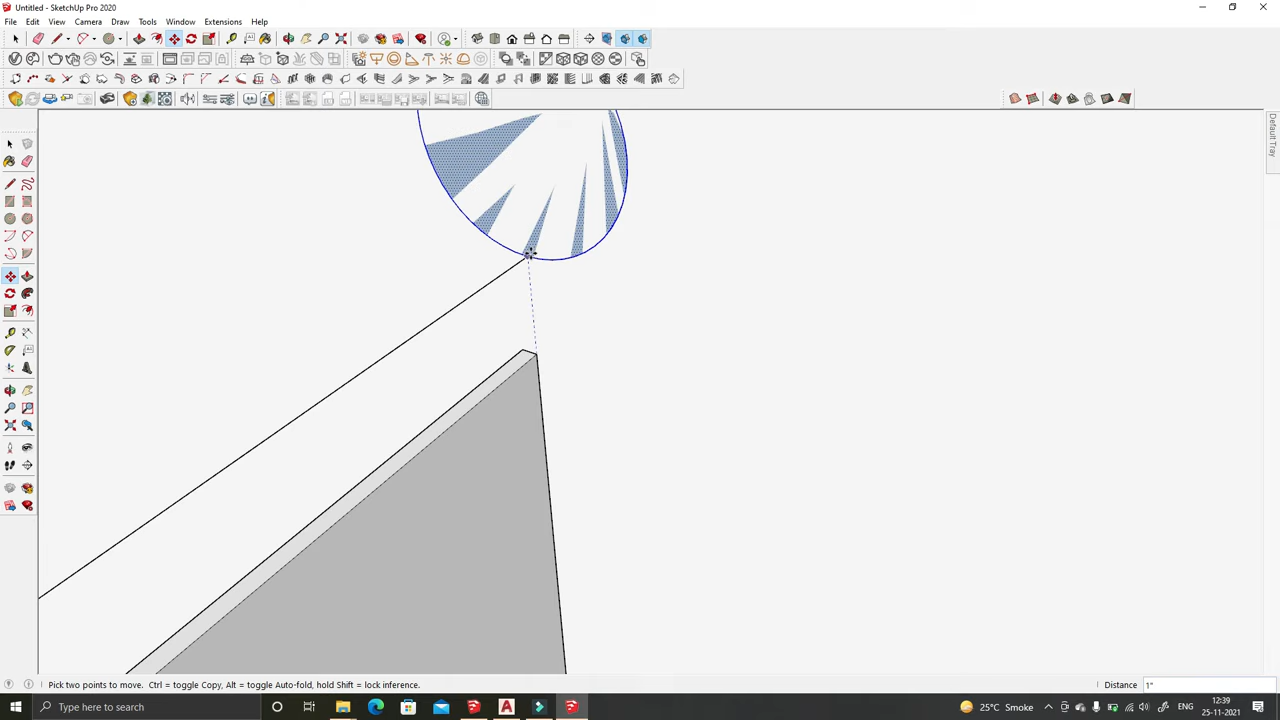 Untitled - SketchUp Pro 2020
File Edit View Camera Draw Tools Window Extensions Help
Default Tray
Pick two points to move. Ctrl = toggle Copy, Alt = toggle Auto-fold, hold Shift = lock inference.
Distance 1"
Type here to search
25°C Smoke
ENG
12:39
25-11-2021